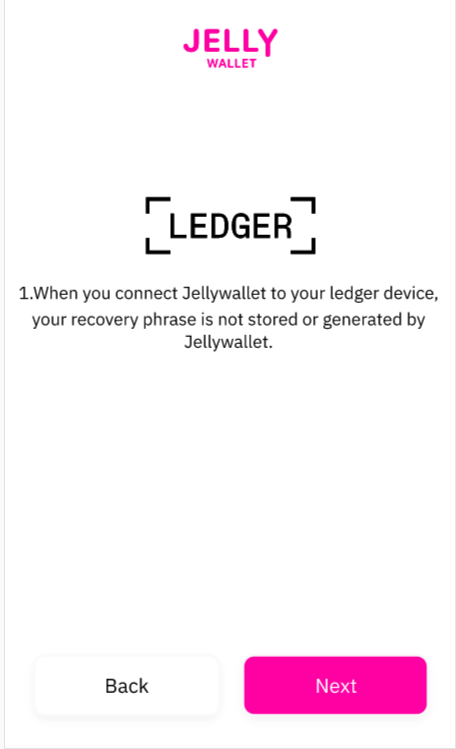 JELLY
WALLET
LEDGER
1.When you connect Jellywallet to your ledger device,
your recovery phrase is not stored or generated by
Jellywallet.
Back
Next